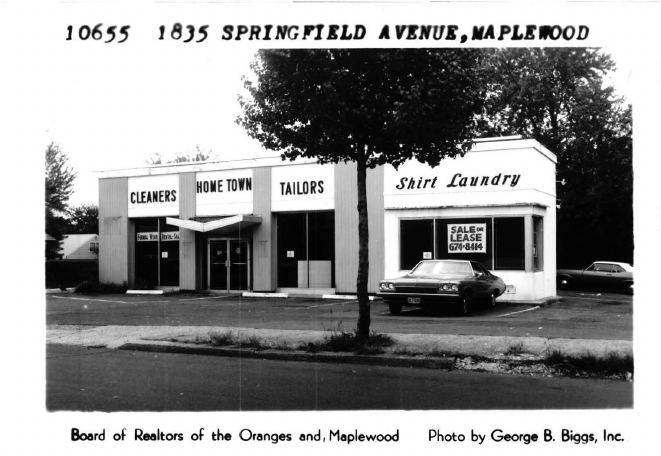 10655 1835 SPRINGFIELD AVENUE, MAPLEWOOD
CLEANERS
HOME TOWN
TAILORS
Shirt Laundry
SALE OR
LEASE
674-8414
Board of Realtors of the Oranges and, Maplewood Photo by George B. Biggs, Inc.